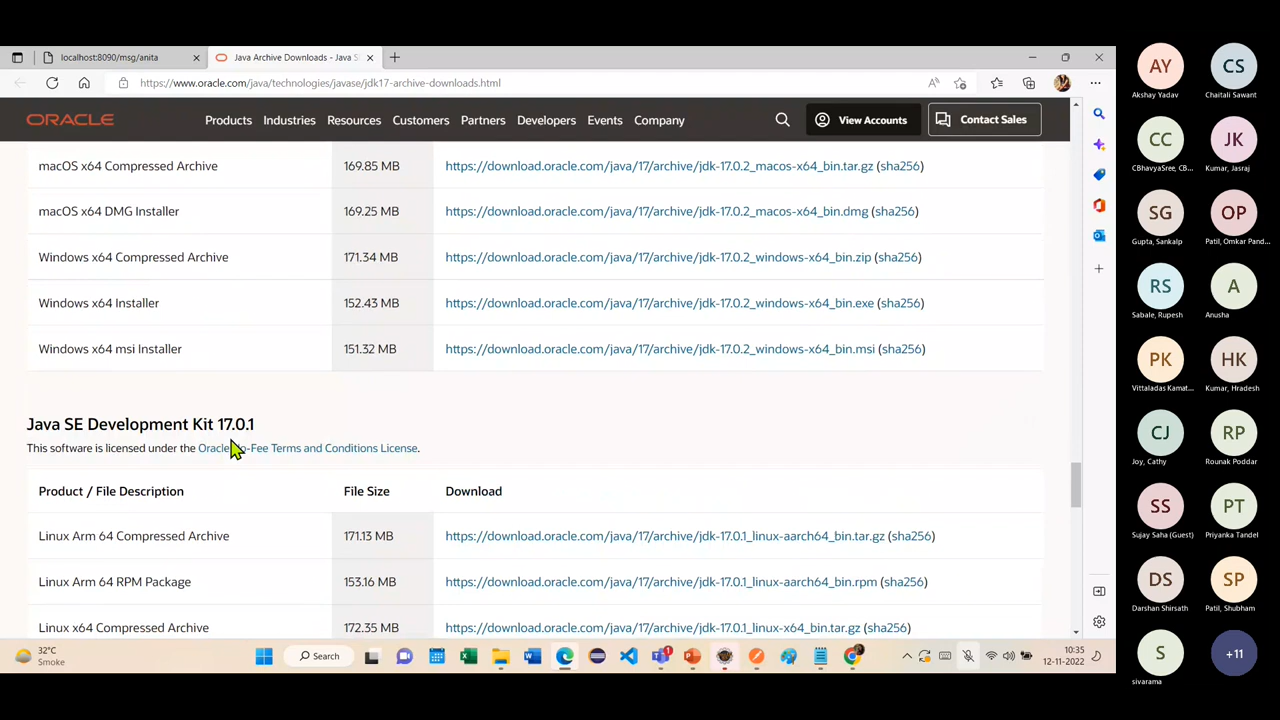 localhost:8090/msg/anita
Java Archive Downloads - Java S
https://www.oracle.com/java/technologies/javase/jdk17-archive-downloads.html
ORACLE
Products Industries Resources Customers Partners Developers Events Company
View Accounts
Contact Sales
macOS x64 Compressed Archive 169.85 MB https://download.oracle.com/java/17/archive/jdk-17.0.2_macos-x64_bin.tar.gz (sha256)
macOS x64 DMG Installer 169.25 MB https://download.oracle.com/java/17/archive/jdk-17.0.2_macos-x64_bin.dmg (sha256)
Windows x64 Compressed Archive 171.34 MB https://download.oracle.com/java/17/archive/jdk-17.0.2_windows-x64_bin.zip (sha256)
Windows x64 Installer 152.43 MB https://download.oracle.com/java/17/archive/jdk-17.0.2_windows-x64_bin.exe (sha256)
Windows x64 msi Installer 151.32 MB https://download.oracle.com/java/17/archive/jdk-17.0.2_windows-x64_bin.msi (sha256)
Java SE Development Kit 17.0.1
This software is licensed under the Oracle -Fee Terms and Conditions License.
Product / File Description File Size Download
Linux Arm 64 Compressed Archive 171.13 MB https://download.oracle.com/java/17/archive/jdk-17.0.1_linux-aarch64_bin.tar.gz (sha256)
Linux Arm 64 RPM Package 153.16 MB https://download.oracle.com/java/17/archive/jdk-17.0.1_linux-aarch64_bin.rpm (sha256)
Linux x64 Compressed Archive 172.35 MB https://download.oracle.com/java/17/archive/jdk-17.0.1_linux-x64_bin.tar.gz (sha256)
32°C
Smoke
Search
1
10:35
12-11-2022
AY CS
Akshay Yadav Chaitali Sawant
CC JK
CBhavyaSree, CB... Kumar, Jasraj
SG OP
Gupta, Sankalp Patil, Omkar Pand...
RS A
Sabale, Rupesh Anusha
PK HK
Vittaladas Kamat... Kumar, Hradesh
CJ RP
Joy, Cathy Rounak Poddar
SS PT
Sujay Saha (Guest) Priyanka Tandel
DS SP
Darshan Shirsath Patil, Shubham
S +11
sivarama